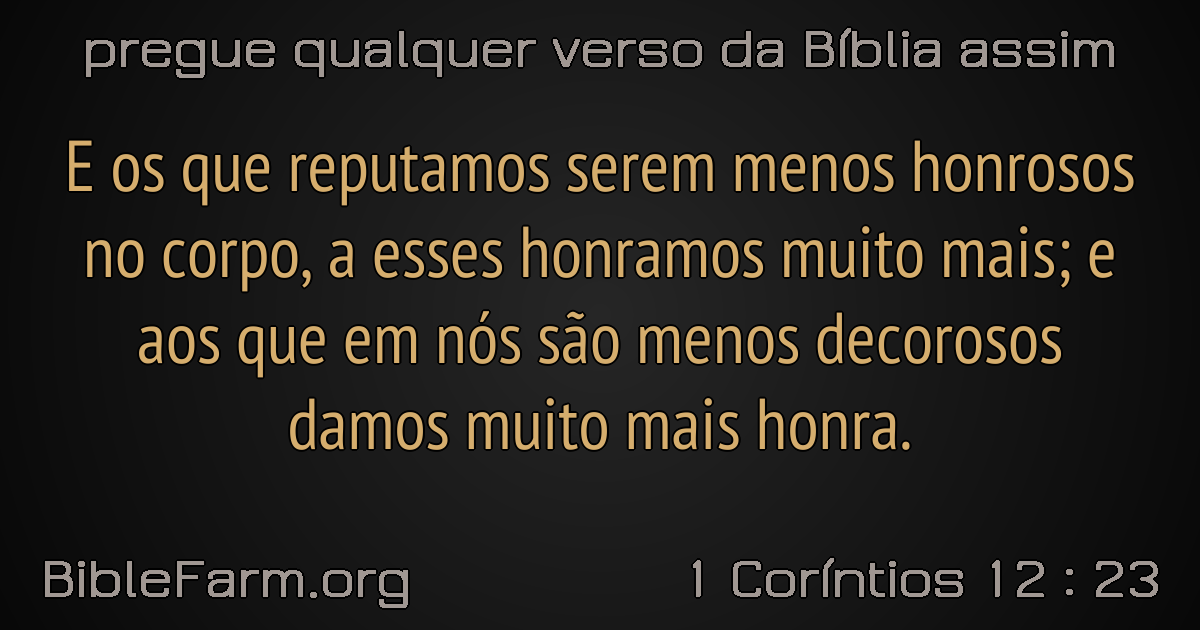 pregue qualquer verso da Bíblia assim
E os que reputamos serem menos honrosos
no corpo, a esses honramos muito mais; e
aos que em nós são menos decorosos
damos muito mais honra.
BibleFarm.org
1 Coríntios 12 : 23